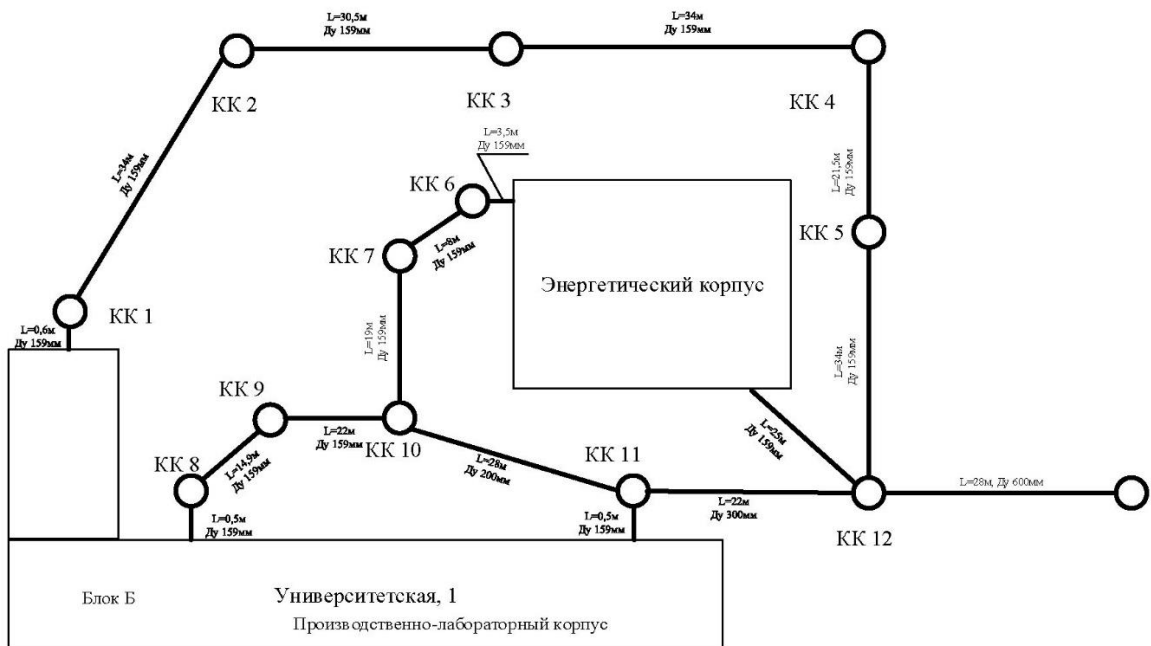 L=30,5м
Ду 159мм
L=34м
Ду 159мм
КК 2
КК 3
КК 4
L=3,5м
Ду 159мм
L=34м
Ду 159мм
L=21,5м
Ду 159мм
КК 6
L=8м
Ду 159мм
КК 7
КК 5
Энергетический корпус
КК 1
L=0,6м
Ду 159мм
L=19м
Ду 159мм
L=34м
Ду 159мм
КК 9
L=22м
Ду 159мм
КК 10
L=25м
Ду 159мм
КК 8
L=14,9м
Ду 159мм
L=28м
Ду 200мм
КК 11
L=28м, Ду 600мм
L=22м
Ду 300мм
L=0,5м
Ду 159мм
L=0,5м
Ду 159мм
КК 12
Блок Б
Университетская, 1
Производственно-лабораторный корпус